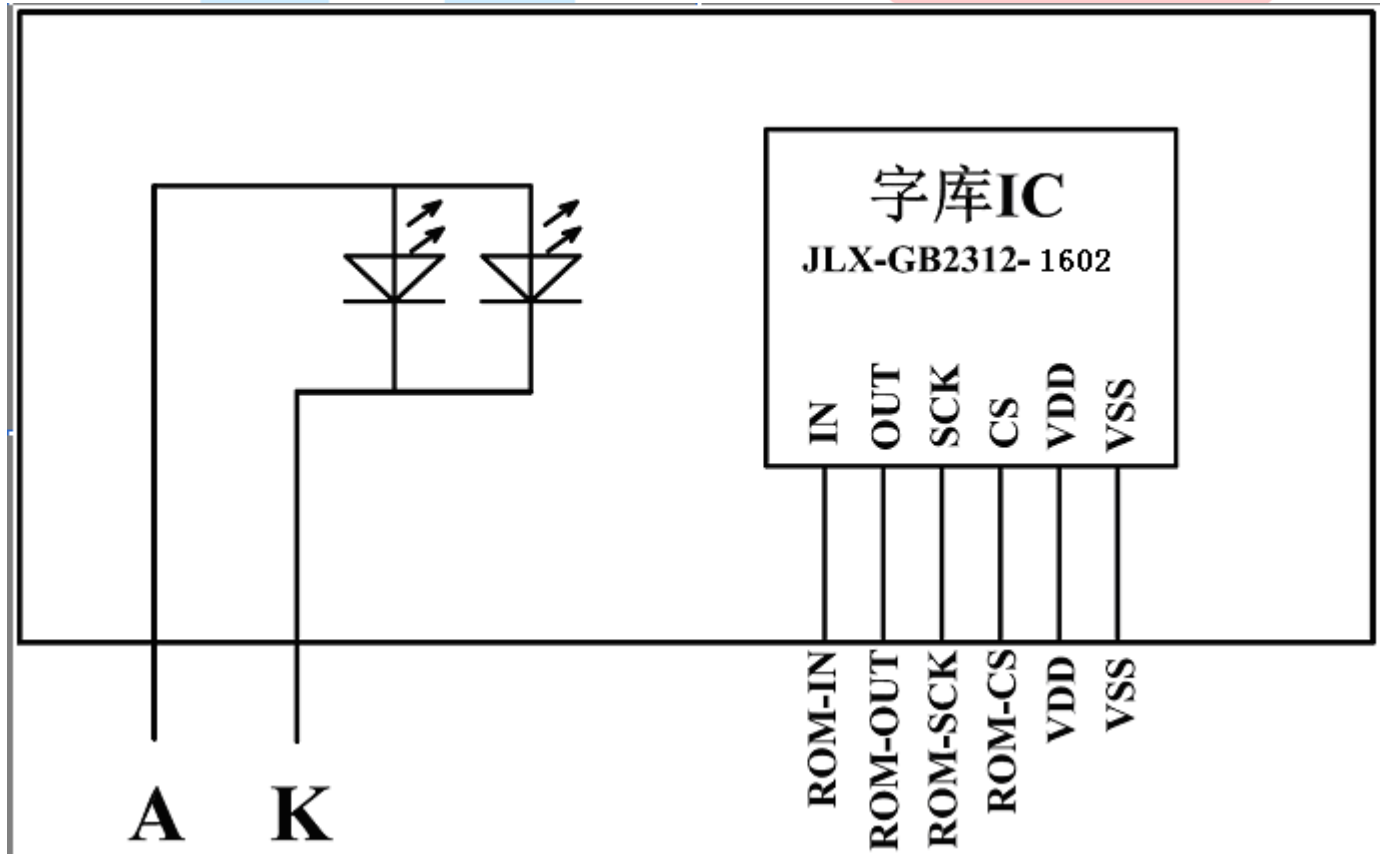 字库IC
JLX-GB2312-1602
IN
OUT
SCK
CS
VDD
VSS
ROM-IN
ROM-OUT
ROM-SCK
ROM-CS
VDD
VSS
A
K